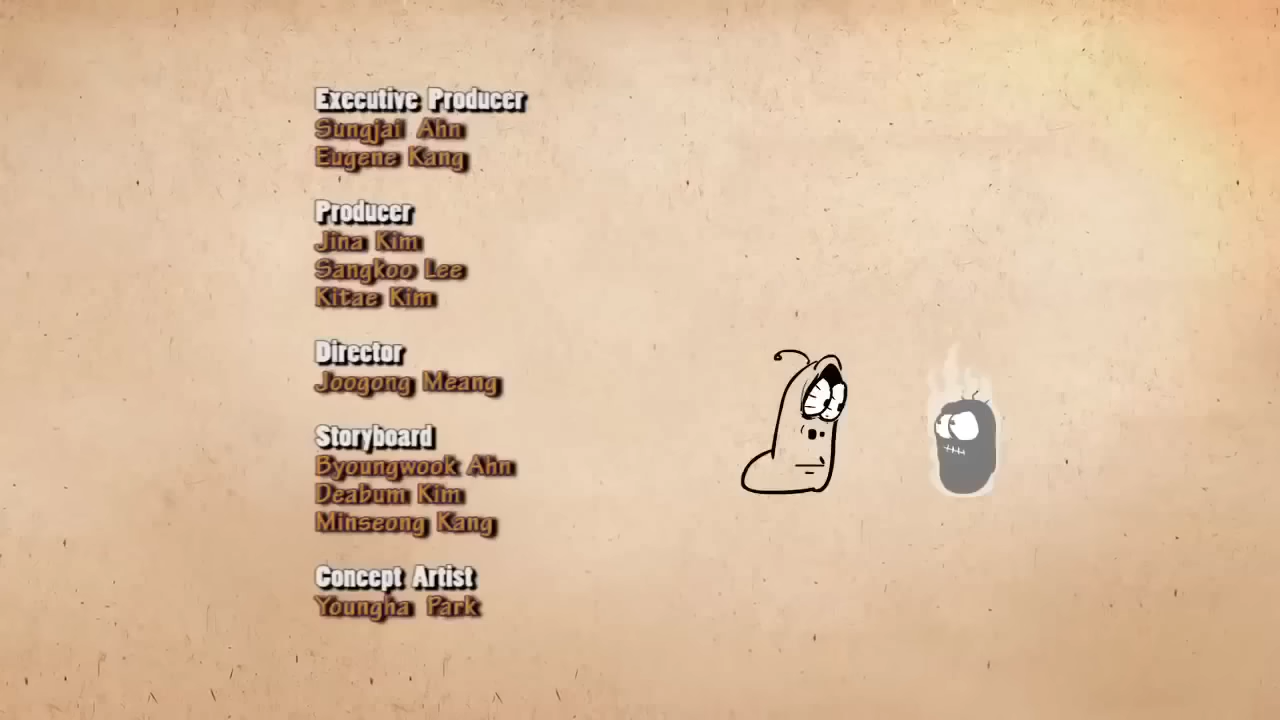 Executive Producer
Sungjai Ahn
Eugene Kang
Producer
Jina Kim
Sangkoo Lee
Kitae Kim
Director
Joogong Meang
Storyboard
Byoungwook Ahn
Deabum Kim
Minseong Kang
Concept Artist
Youngha Park